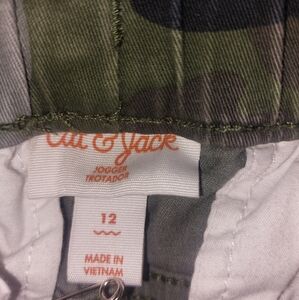 Cat & Jack
JOGGER
TROTADOR
12
MADE IN
VIETNAM